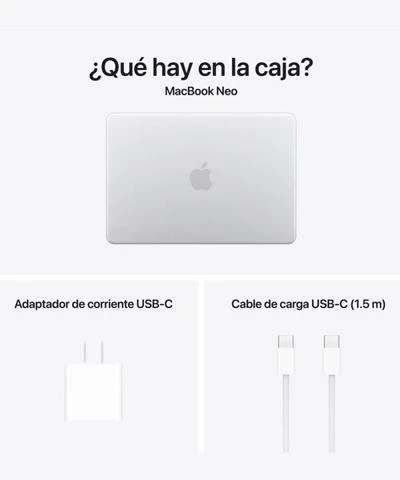 ¿Qué hay en la caja?
MacBook Neo
Adaptador de corriente USB-C
Cable de carga USB-C (1.5 m)